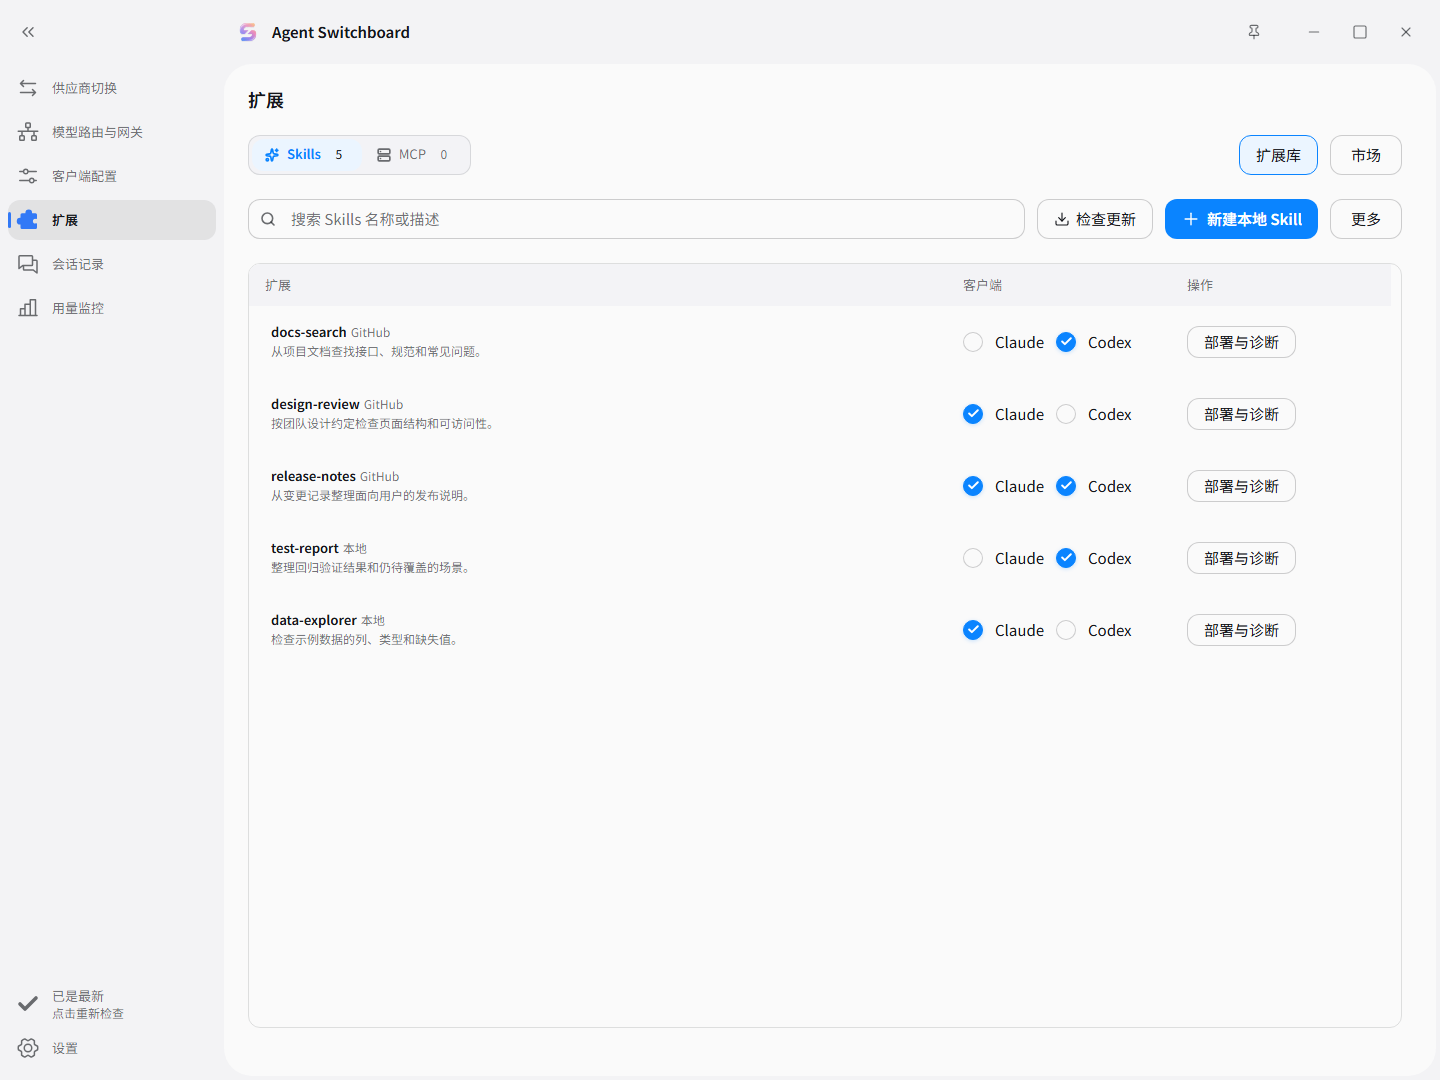 Agent Switchboard
供应商切换
模型路由与网关
客户端配置
扩展
会话记录
用量监控
已是最新
点击重新检查
设置
扩展
Skills 5 MCP 0
扩展库 市场
搜索 Skills 名称或描述
检查更新 新建本地 Skill 更多
扩展 客户端 操作
docs-search GitHub
从项目文档查找接口、规范和常见问题。
Claude Codex 部署与诊断
design-review GitHub
按团队设计约定检查页面结构和可访问性。
Claude Codex 部署与诊断
release-notes GitHub
从变更记录整理面向用户的发布说明。
Claude Codex 部署与诊断
test-report 本地
整理回归验证结果和仍待覆盖的场景。
Claude Codex 部署与诊断
data-explorer 本地
检查示例数据的列、类型和缺失值。
Claude Codex 部署与诊断